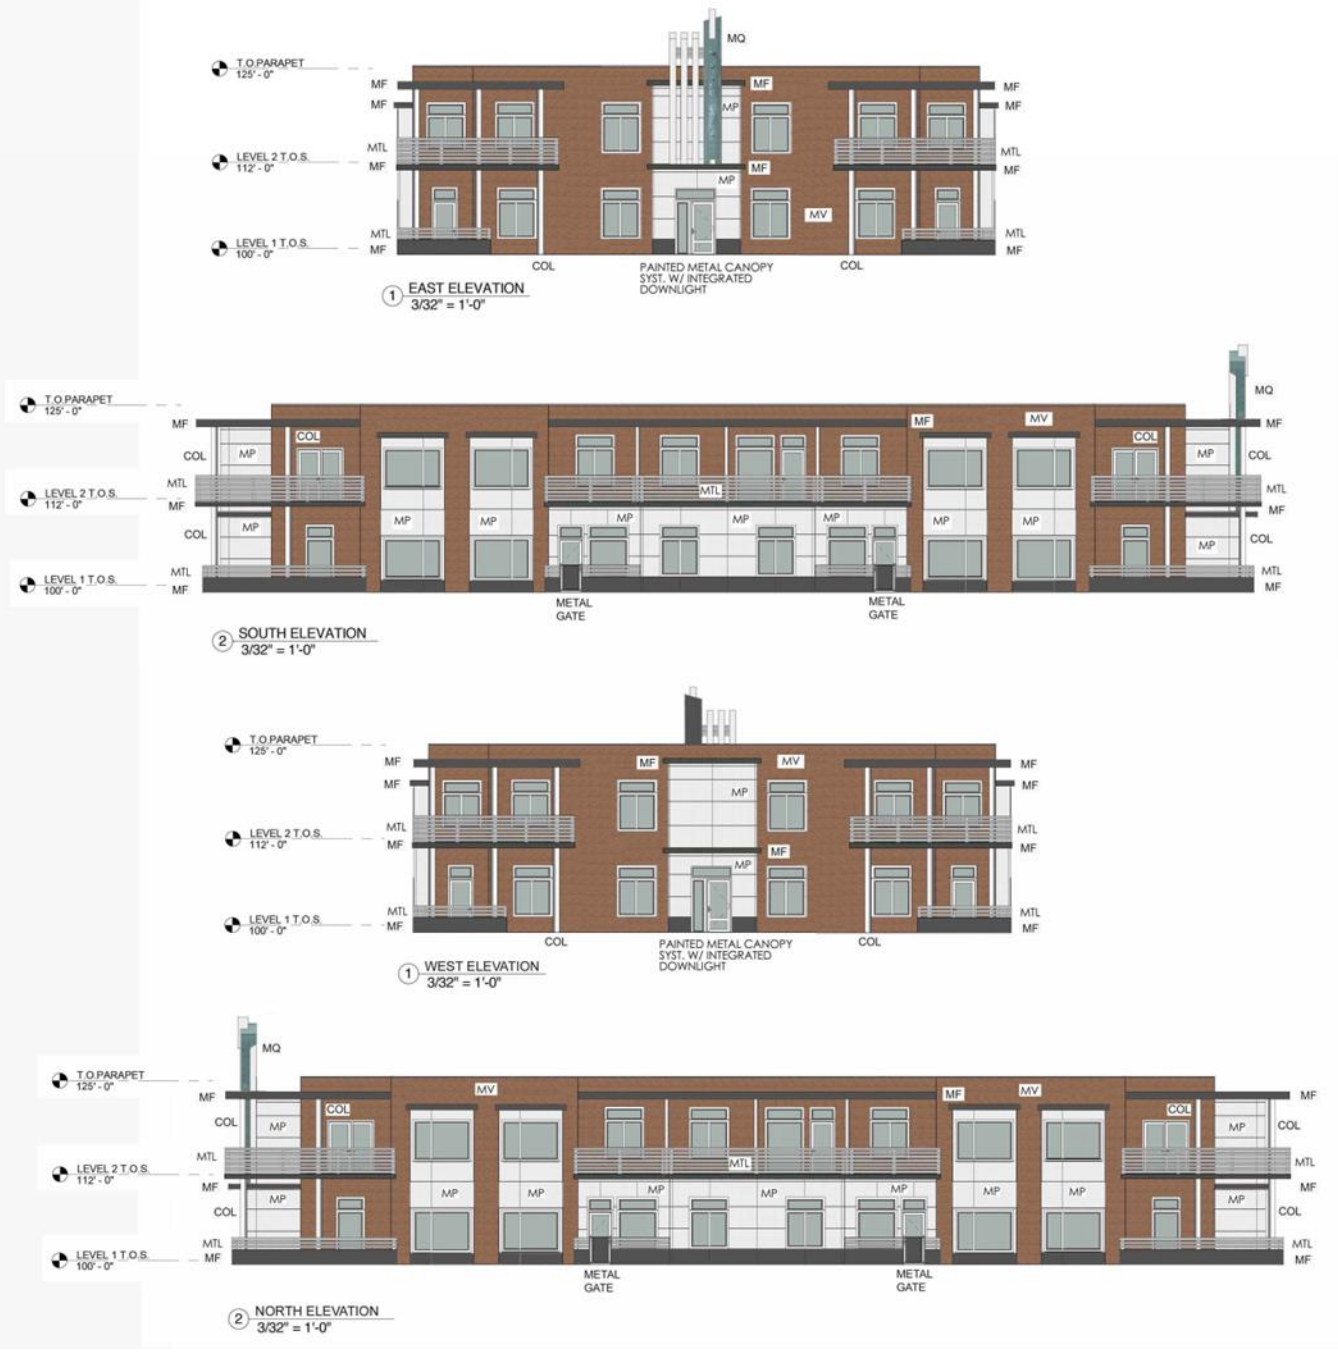 MQ
T.O.PARAPET
125' - 0"
MF
MF
MF
MF
MP
MF
MTL
MTL
LEVEL 2 T.O.S.
112' - 0"
MF
MF
MF
MP
MV
MTL
MTL
LEVEL 1 T.O.S.
100' - 0"
MF
MF
COL
PAINTED METAL CANOPY
SYST. W/ INTEGRATED
DOWNLIGHT
COL
1
EAST ELEVATION
3/32" = 1'-0"
MQ
T.O.PARAPET
125' - 0"
MF
MF
MV
MF
COL
COL
COL
MP
MP
COL
MTL
MTL
MTL
LEVEL 2 T.O.S.
112' - 0"
MF
MF
MP
MP
MP
MP
MP
MP
MP
MP
COL
COL
MP
MTL
MTL
LEVEL 1 T.O.S.
100' - 0"
MF
MF
METAL
GATE
METAL
GATE
2
SOUTH ELEVATION
3/32" = 1'-0"
T.O.PARAPET
125' - 0"
MF
MF
MV
MF
MF
MP
MF
MTL
MTL
LEVEL 2 T.O.S.
112' - 0"
MF
MF
MF
MP
MTL
MTL
LEVEL 1 T.O.S.
100' - 0"
MF
MF
COL
PAINTED METAL CANOPY
SYST. W/ INTEGRATED
DOWNLIGHT
COL
1
WEST ELEVATION
3/32" = 1'-0"
MQ
T.O.PARAPET
125' - 0"
MF
MV
MF
MV
MF
COL
COL
COL
MP
MP
COL
MTL
MTL
MTL
LEVEL 2 T.O.S.
112' - 0"
MF
MF
MP
MP
MP
MP
MP
MP
MP
MP
MP
COL
COL
MTL
MTL
LEVEL 1 T.O.S.
100' - 0"
MF
MF
METAL
GATE
METAL
GATE
2
NORTH ELEVATION
3/32" = 1'-0"